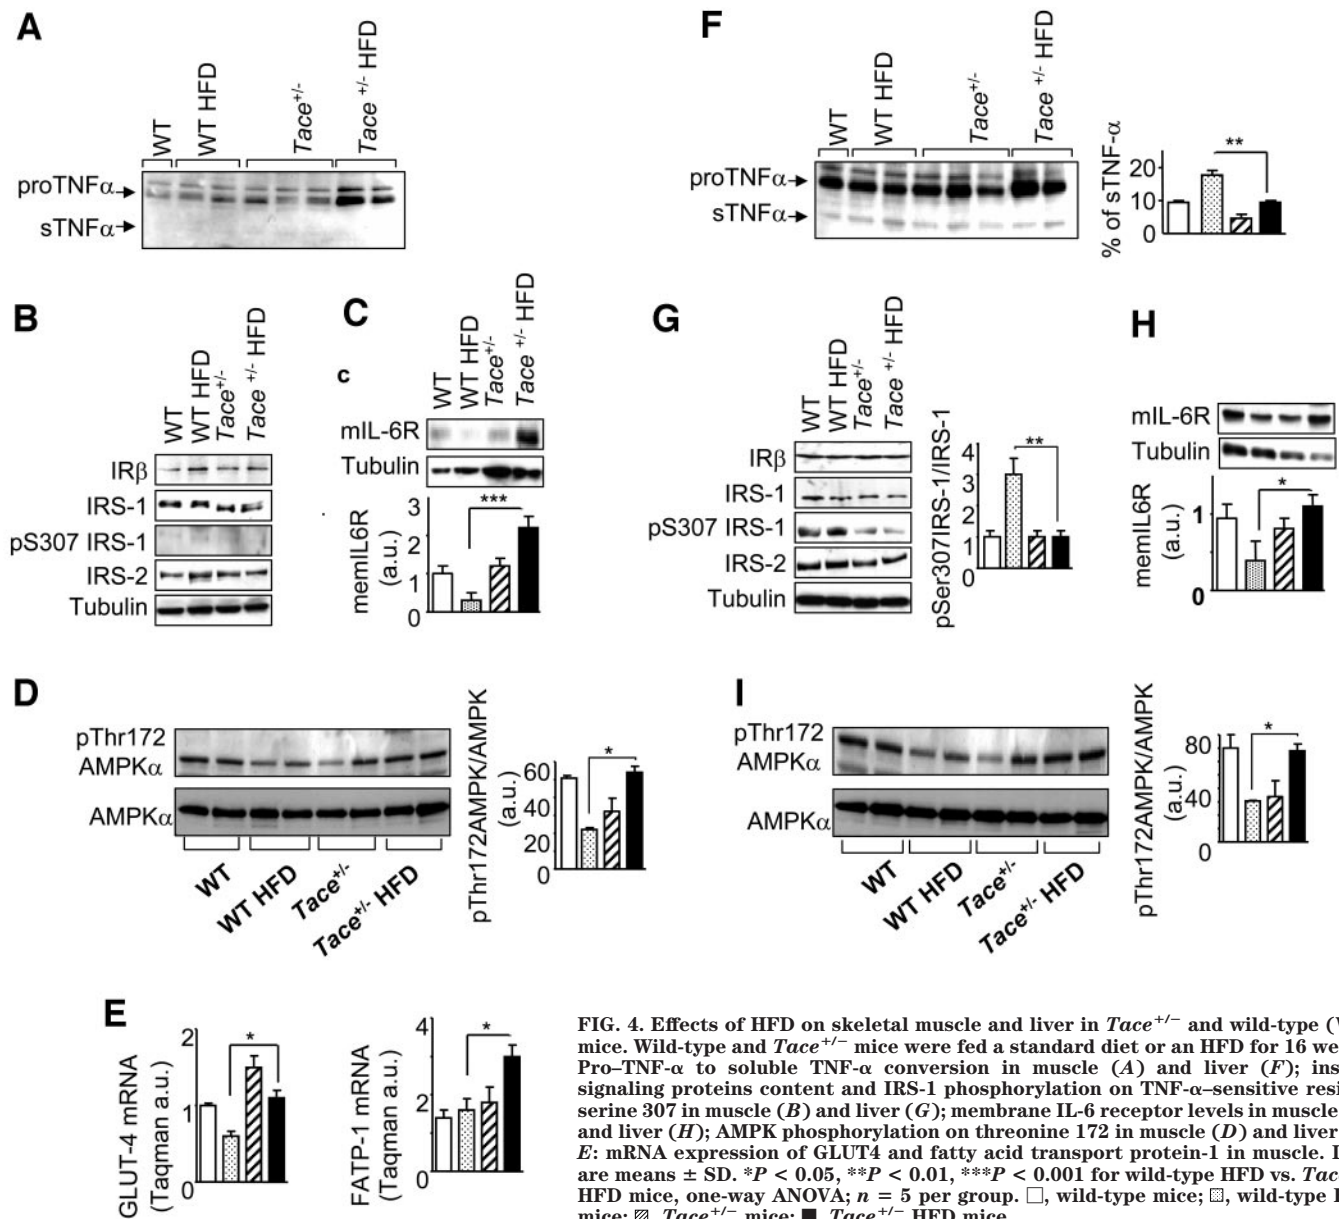 A
WT
WT HFD
Tace+/-
Tace +/- HFD
proTNFα
sTNFα
F
WT
WT HFD
Tace+/-
Tace +/- HFD
proTNFα
sTNFα
% of sTNF-α
20
10
0
**
B
WT
WT HFD
Tace+/-
Tace +/- HFD
IRβ
IRS-1
pS307 IRS-1
IRS-2
Tubulin
C
c
WT
WT HFD
Tace+/-
Tace +/- HFD
mIL-6R
Tubulin
memIL6R
(a.u.)
3
2
1
0
***
G
WT
WT HFD
Tace+/-
Tace +/- HFD
IRβ
IRS-1
pS307 IRS-1
IRS-2
Tubulin
pSer307IRS-1/IRS-1
4
3
2
1
0
**
H
mIL-6R
Tubulin
memIL6R
(a.u.)
1
0
*
D
pThr172
AMPKα
AMPKα
WT
WT HFD
Tace+/-
Tace+/- HFD
pThr172AMPK/AMPK
(a.u.)
60
40
20
0
*
I
pThr172
AMPKα
AMPKα
WT
WT HFD
Tace+/-
Tace+/- HFD
pThr172AMPK/AMPK
(a.u.)
80
40
0
*
E
GLUT-4 mRNA
(Taqman a.u.)
2
1
0
*
FATP-1 mRNA
(Taqman a.u.)
4
2
0
*
FIG. 4. Effects of HFD on skeletal muscle and liver in Tace+/− and wild-type
mice. Wild-type and Tace+/− mice were fed a standard diet or an HFD for 16
Pro–TNF-α to soluble TNF-α conversion in muscle (A) and liver (F);
signaling proteins content and IRS-1 phosphorylation on TNF-α–sensitive
serine 307 in muscle (B) and liver (G); membrane IL-6 receptor levels in muscle
and liver (H); AMPK phosphorylation on threonine 172 in muscle (D) and liver
E: mRNA expression of GLUT4 and fatty acid transport protein-1 in muscle.
are means ± SD. *P < 0.05, **P < 0.01, ***P < 0.001 for wild-type HFD vs.
HFD mice, one-way ANOVA; n = 5 per group. □, wild-type mice; ▒, wild-type
mice; ▨, Tace+/− mice; ■, Tace+/− HFD mice.